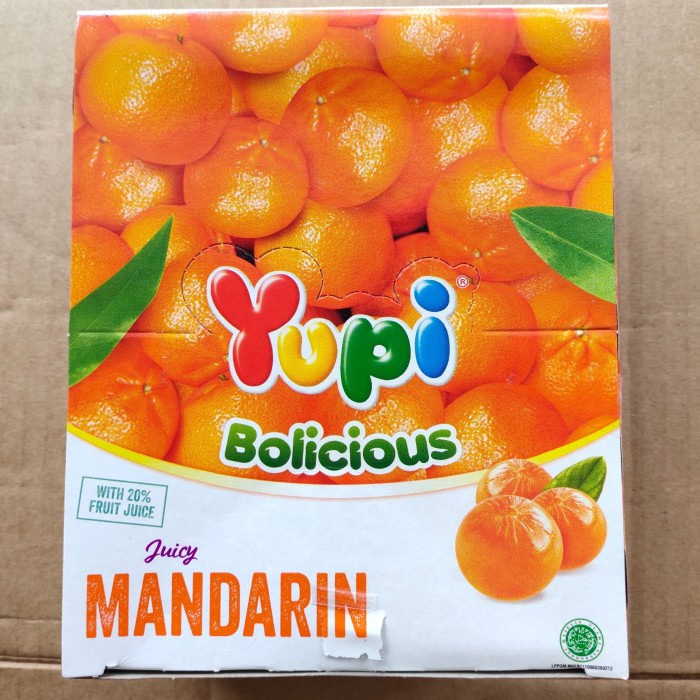 Yupi®
Bolicious
WITH 20%
FRUIT JUICE
Juicy
MANDARIN